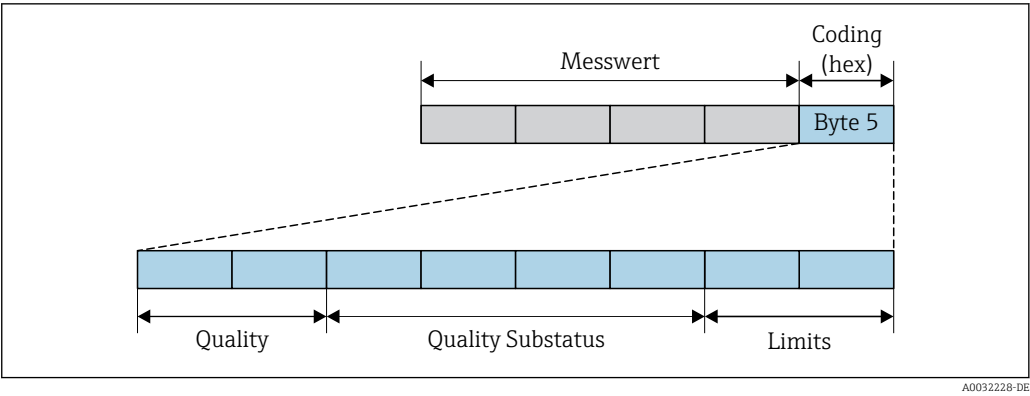 Coding
(hex)
Messwert
Byte 5
Quality
Quality Substatus
Limits
A0032228-DE